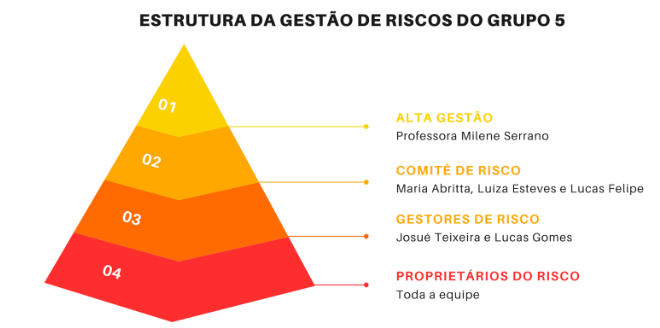 ESTRUTURA DA GESTÃO DE RISCOS DO GRUPO 5
01
ALTA GESTÃO
Professora Milene Serrano
02
COMITÊ DE RISCO
Maria Abritta, Luíza Esteves e Lucas Felipe
03
GESTORES DE RISCO
Josué Teixeira e Lucas Gomes
04
PROPRIETÁRIOS DO RISCO
Toda a equipe